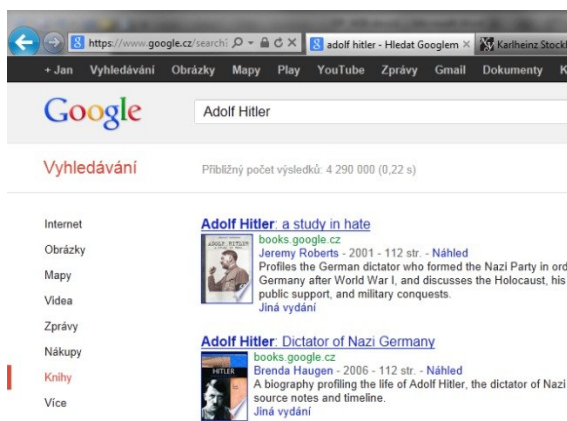 https://www.google.cz/search
adolf hitler - Hledat Googlem
Karlheinz Stock
+ Jan Vyhledávání Obrázky Mapy Play YouTube Zprávy Gmail Dokumenty K
Google
Adolf Hitler
Vyhledávání
Přibližný počet výsledků: 4 290 000 (0,22 s)
Internet
Obrázky
Mapy
Videa
Zprávy
Nákupy
Knihy
Více
Adolf Hitler: a study in hate
books.google.cz
Jeremy Roberts - 2001 - 112 str. - Náhled
Profiles the German dictator who formed the Nazi Party in ord
Germany after World War I, and discusses the Holocaust, his
public support, and military conquests.
Jiná vydání
Adolf Hitler: Dictator of Nazi Germany
books.google.cz
Brenda Haugen - 2006 - 112 str. - Náhled
A biography profiling the life of Adolf Hitler, the dictator of Nazi
source notes and timeline.
Jiná vydání
ADOLF HITLER
HITLER